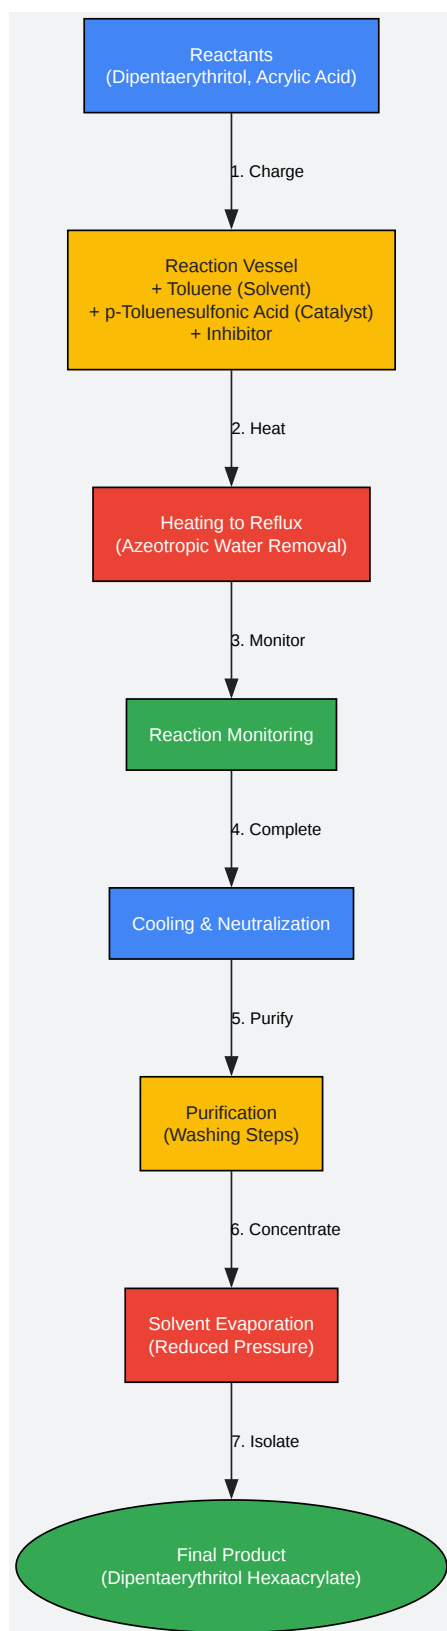 Reactants
(Dipentaerythritol, Acrylic Acid)
1. Charge
Reaction Vessel
+ Toluene (Solvent)
+ p-Toluenesulfonic Acid (Catalyst)
+ Inhibitor
2. Heat
Heating to Reflux
(Azeotropic Water Removal)
3. Monitor
Reaction Monitoring
4. Complete
Cooling & Neutralization
5. Purify
Purification
(Washing Steps)
6. Concentrate
Solvent Evaporation
(Reduced Pressure)
7. Isolate
Final Product
(Dipentaerythritol Hexaacrylate)